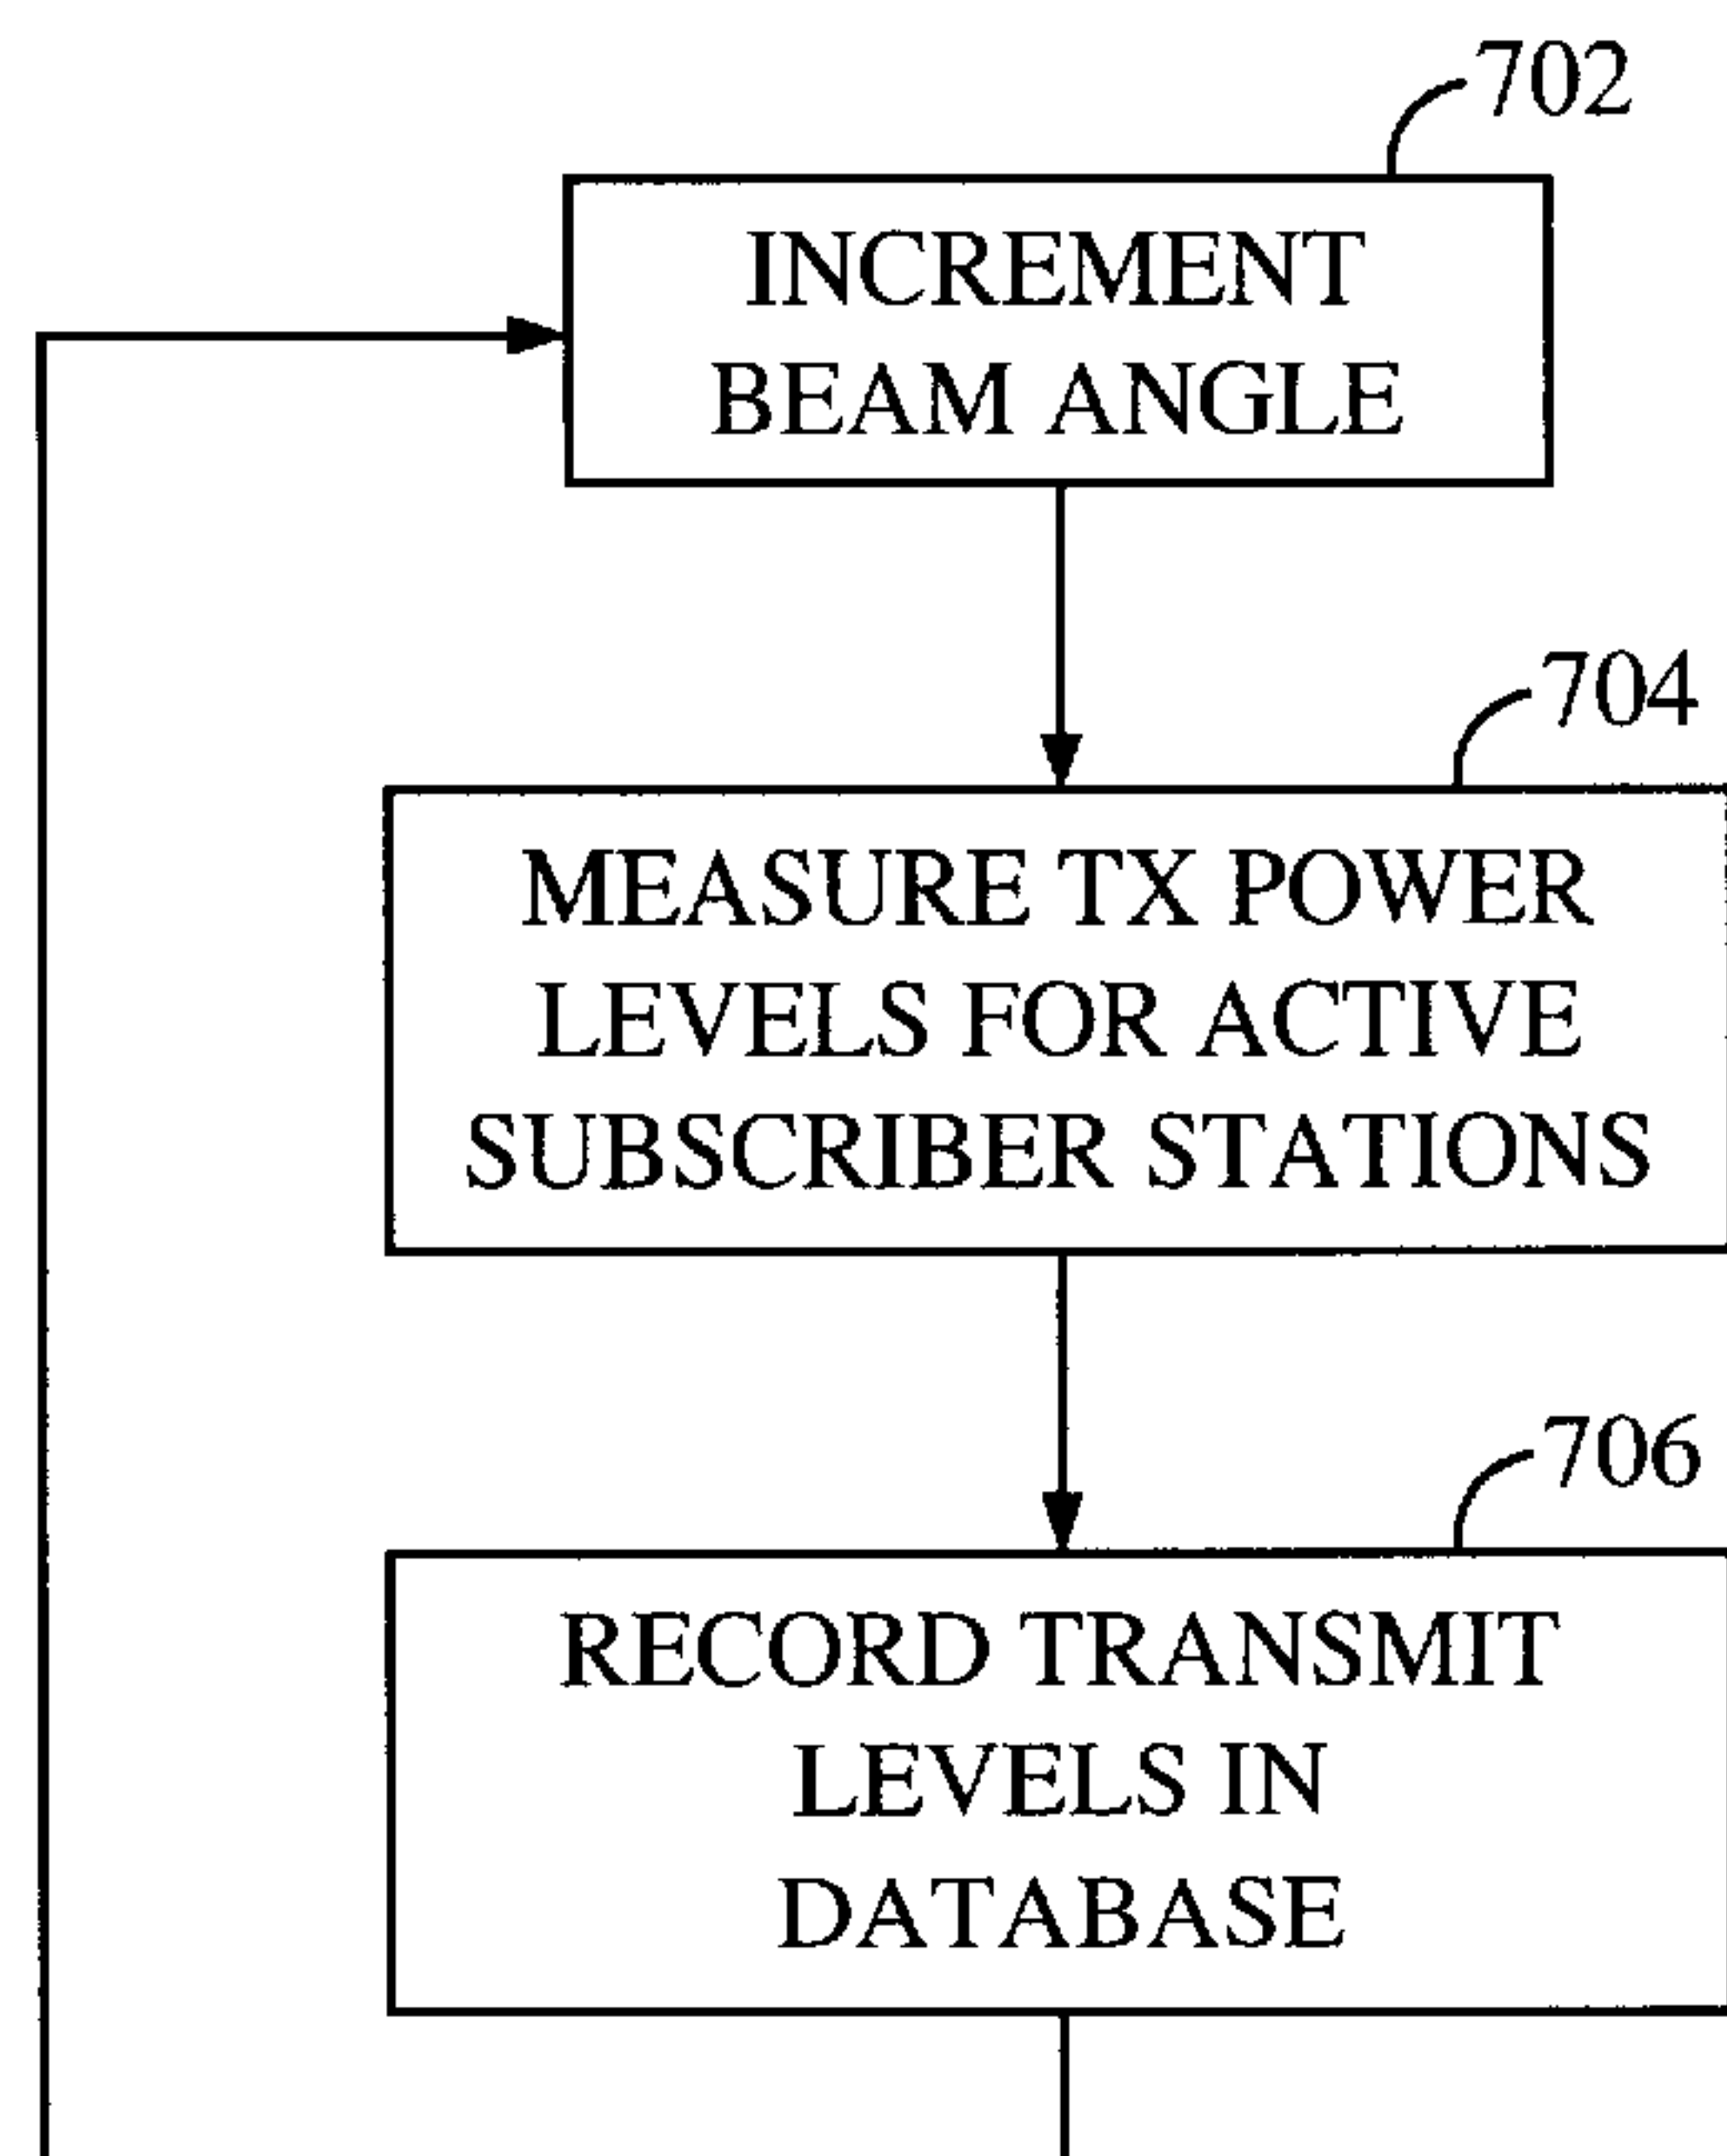 702
INCREMENT
BEAM ANGLE
704
MEASURE TX POWER
LEVELS FOR ACTIVE
SUBSCRIBER STATIONS
706
RECORD TRANSMIT
LEVELS IN
DATABASE